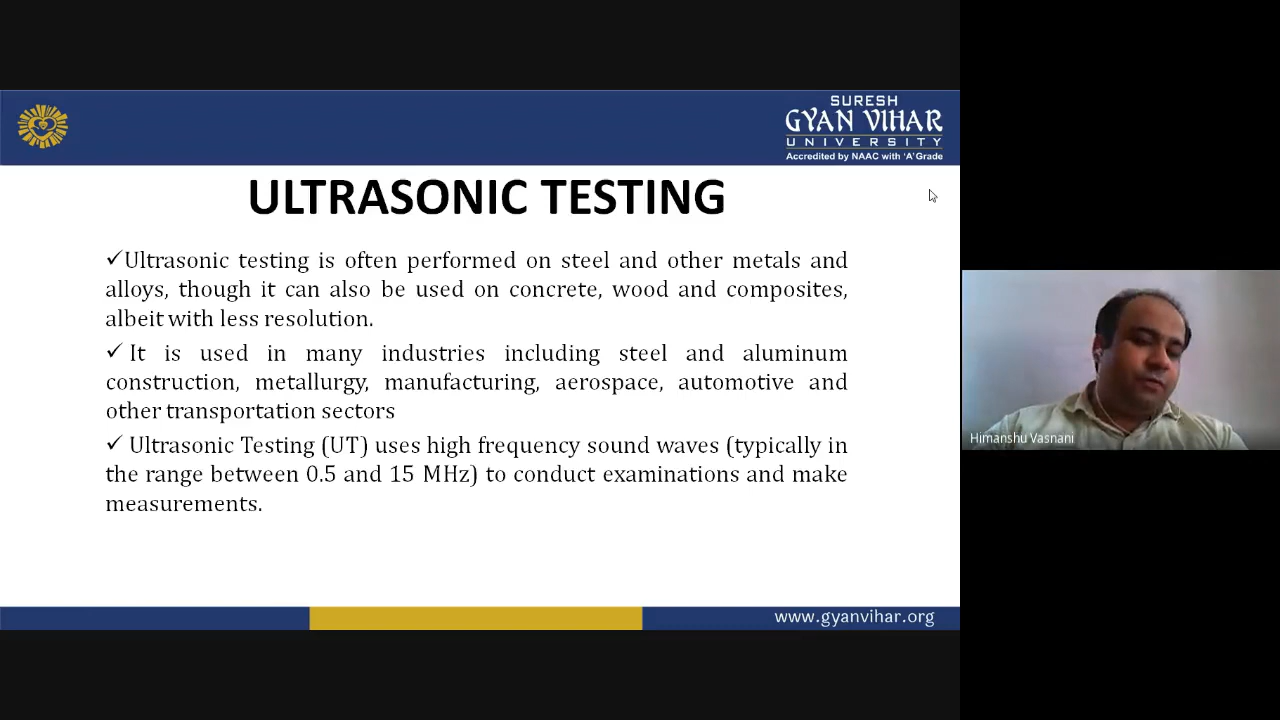 SURESH
GYAN VIHAR
UNIVERSITY
Accredited by NAAC with 'A' Grade
ULTRASONIC TESTING
✓Ultrasonic testing is often performed on steel and other metals and
alloys, though it can also be used on concrete, wood and composites,
albeit with less resolution.
✓ It is used in many industries including steel and aluminum
construction, metallurgy, manufacturing, aerospace, automotive and
other transportation sectors
✓ Ultrasonic Testing (UT) uses high frequency sound waves (typically in
the range between 0.5 and 15 MHz) to conduct examinations and make
measurements.
Himanshu Vasnani
www.gyanvihar.org